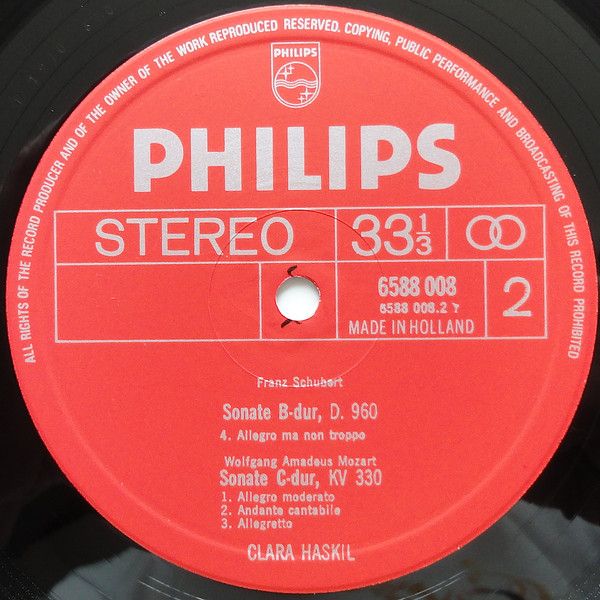 ALL RIGHTS OF THE RECORD PRODUCER AND OF THE OWNER OF THE WORK REPRODUCED RESERVED. COPYING, PUBLIC PERFORMANCE AND BROADCASTING OF THIS RECORD PROHIBITED
PHILIPS
PHILIPS
STEREO
33⅓
6588 008
6588 008.2 Y
MADE IN HOLLAND
2
Franz Schubert
Sonate B-dur, D. 960
4. Allegro ma non troppo
Wolfgang Amadeus Mozart
Sonate C-dur, KV 330
1. Allegro moderato
2. Andante cantabile
3. Allegretto
CLARA HASKIL